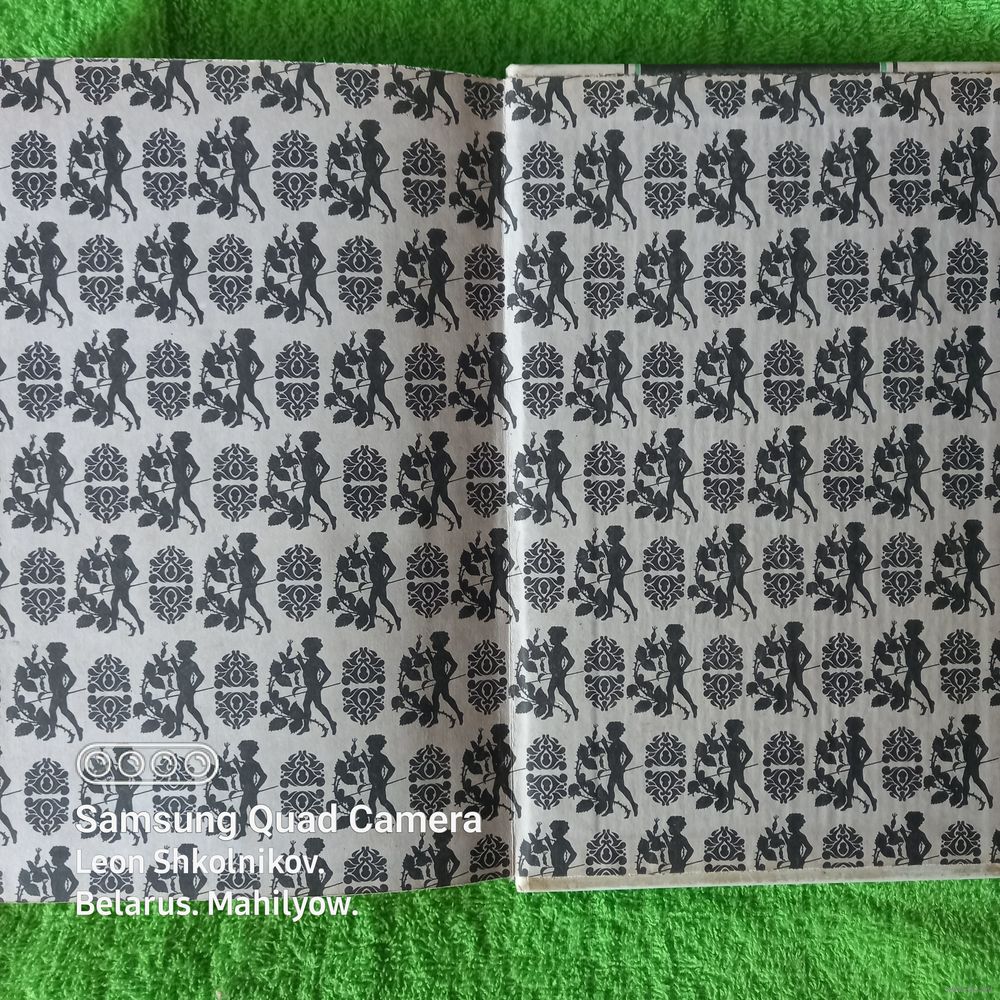 Samsung Quad Camera
Leon Shkolnikov,
Belarus. Mahilyow.